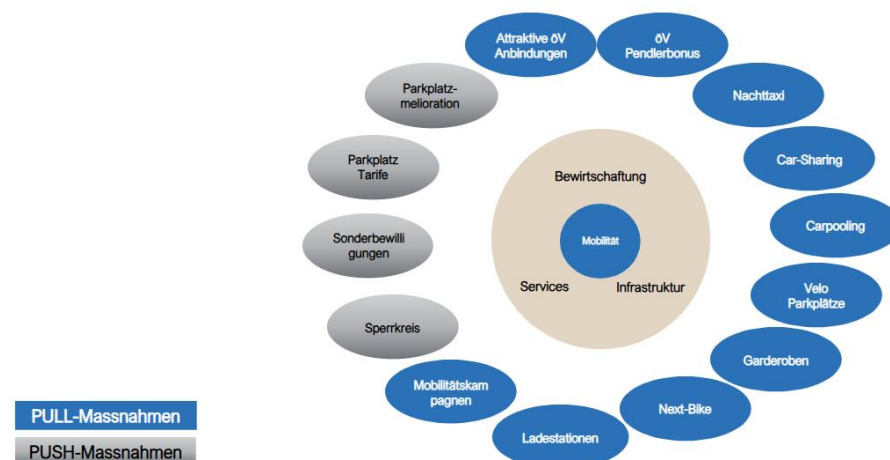 Attraktive öV
Anbindungen
öV
Pendlerbonus
Nachttaxi
Car-Sharing
Carpooling
Velo
Parkplätze
Garderoben
Next-Bike
Ladestationen
Mobilitätskam
pagnen
Sperrkreis
Sonderbewilli
gungen
Parkplatz
Tarife
Parkplatz-
melioration
Bewirtschaftung
Mobilität
Services
Infrastruktur
PULL-Massnahmen
PUSH-Massnahmen